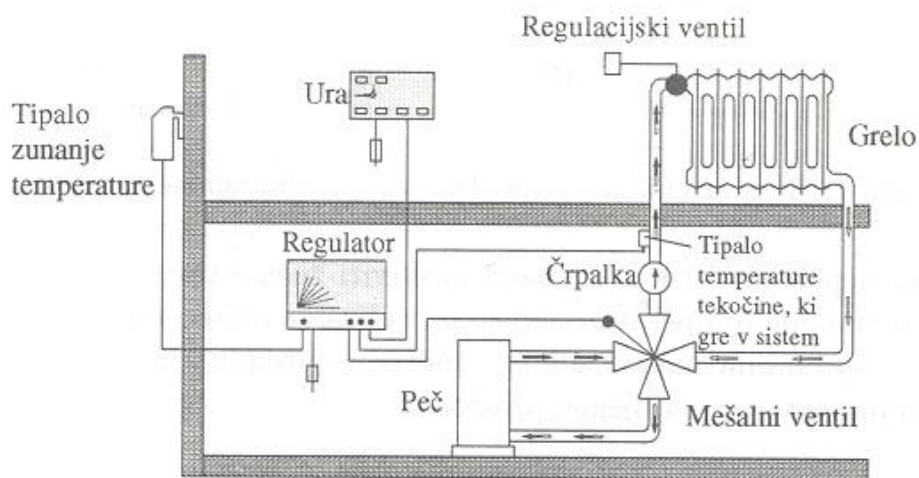 Regulacijski ventil
Ura
Tipalo
zunanje
temperature
Grelo
Regulator
Tipalo
temperature
tekočine, ki
gre v sistem
Črpalka
Peč
Mešalni ventil